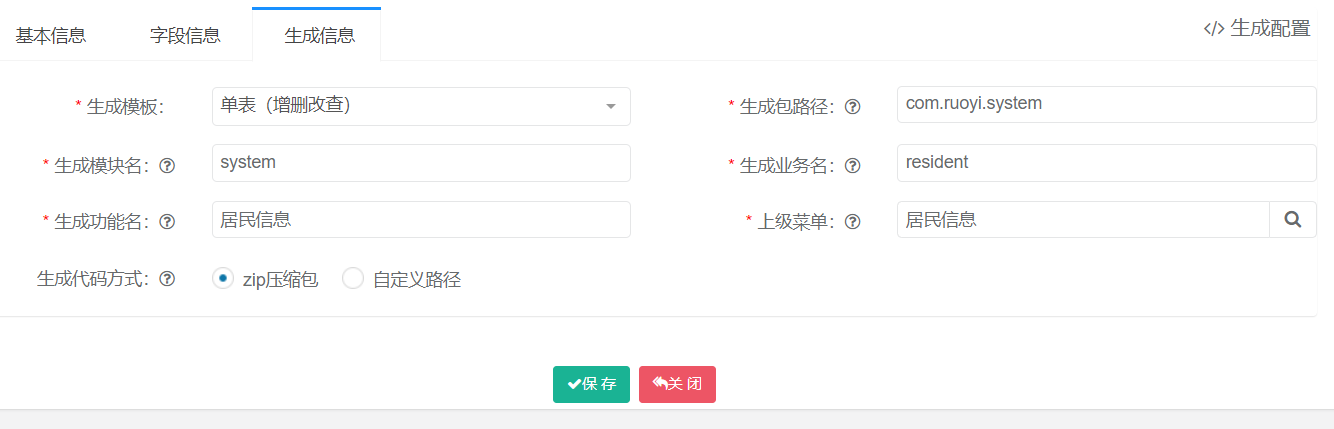 基本信息 字段信息 生成信息 </> 生成配置
* 生成模板： 单表（增删改查） * 生成包路径： com.ruoyi.system
* 生成模块名： system * 生成业务名： resident
* 生成功能名： 居民信息 * 上级菜单： 居民信息
生成代码方式： zip压缩包 自定义路径
保 存 关 闭